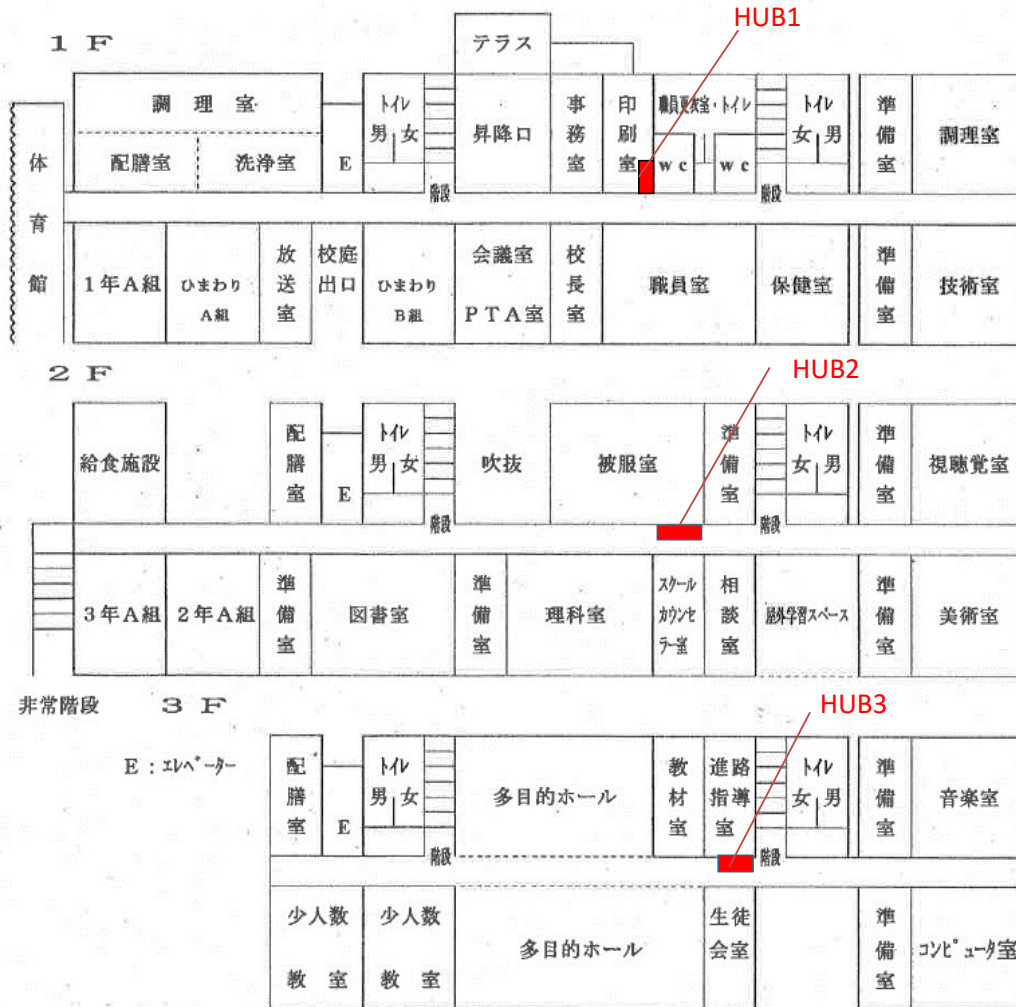 HUB1
1F
テラス
調理室
トイレ
男 女
昇降口
事務室
印刷室
職員更衣室・トイレ
トイレ
女 男
準備室
調理室
体育館
配膳室
洗浄室
E
wc
wc
階段
階段
1年A組
ひまわり
A組
放送室
校庭
出口
ひまわり
B組
会議室
PTA室
校長室
職員室
保健室
準備室
技術室
2F
HUB2
給食施設
配膳室
E
トイレ
男 女
吹抜
被服室
準備室
トイレ
女 男
準備室
視聴覚室
階段
階段
3年A組
2年A組
準備室
図書室
準備室
理科室
スクール
カウンセ
ラー室
相談室
学習スペース
準備室
美術室
非常階段
3F
HUB3
E:エレベーター
配膳室
E
トイレ
男 女
多目的ホール
教材室
進路
指導
室
トイレ
女 男
準備室
音楽室
階段
階段
少人数
教室
少人数
教室
多目的ホール
生徒
会室
準備室
コンピュータ室